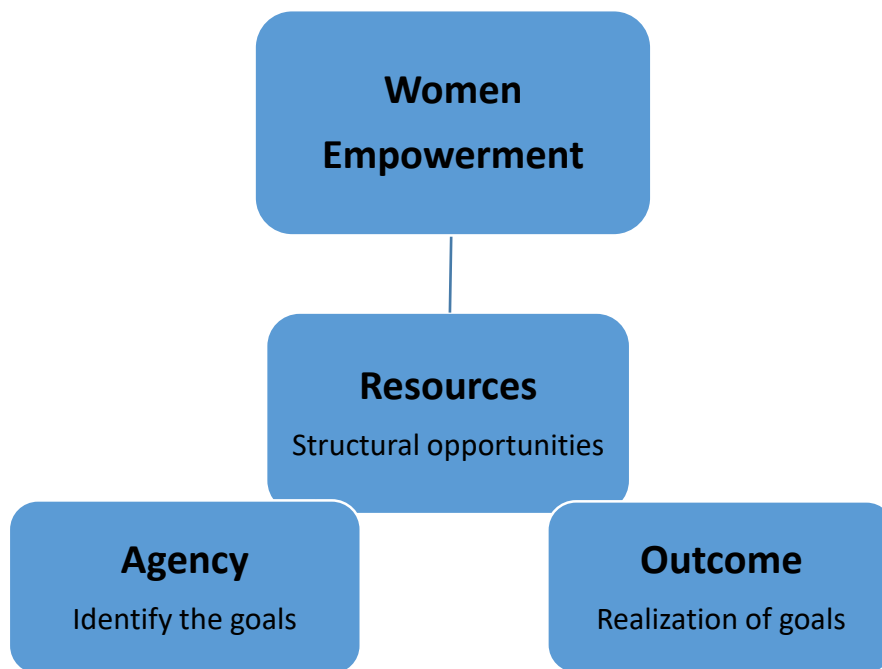 Women
Empowerment
Resources
Structural opportunities
Agency
Identify the goals
Outcome
Realization of goals